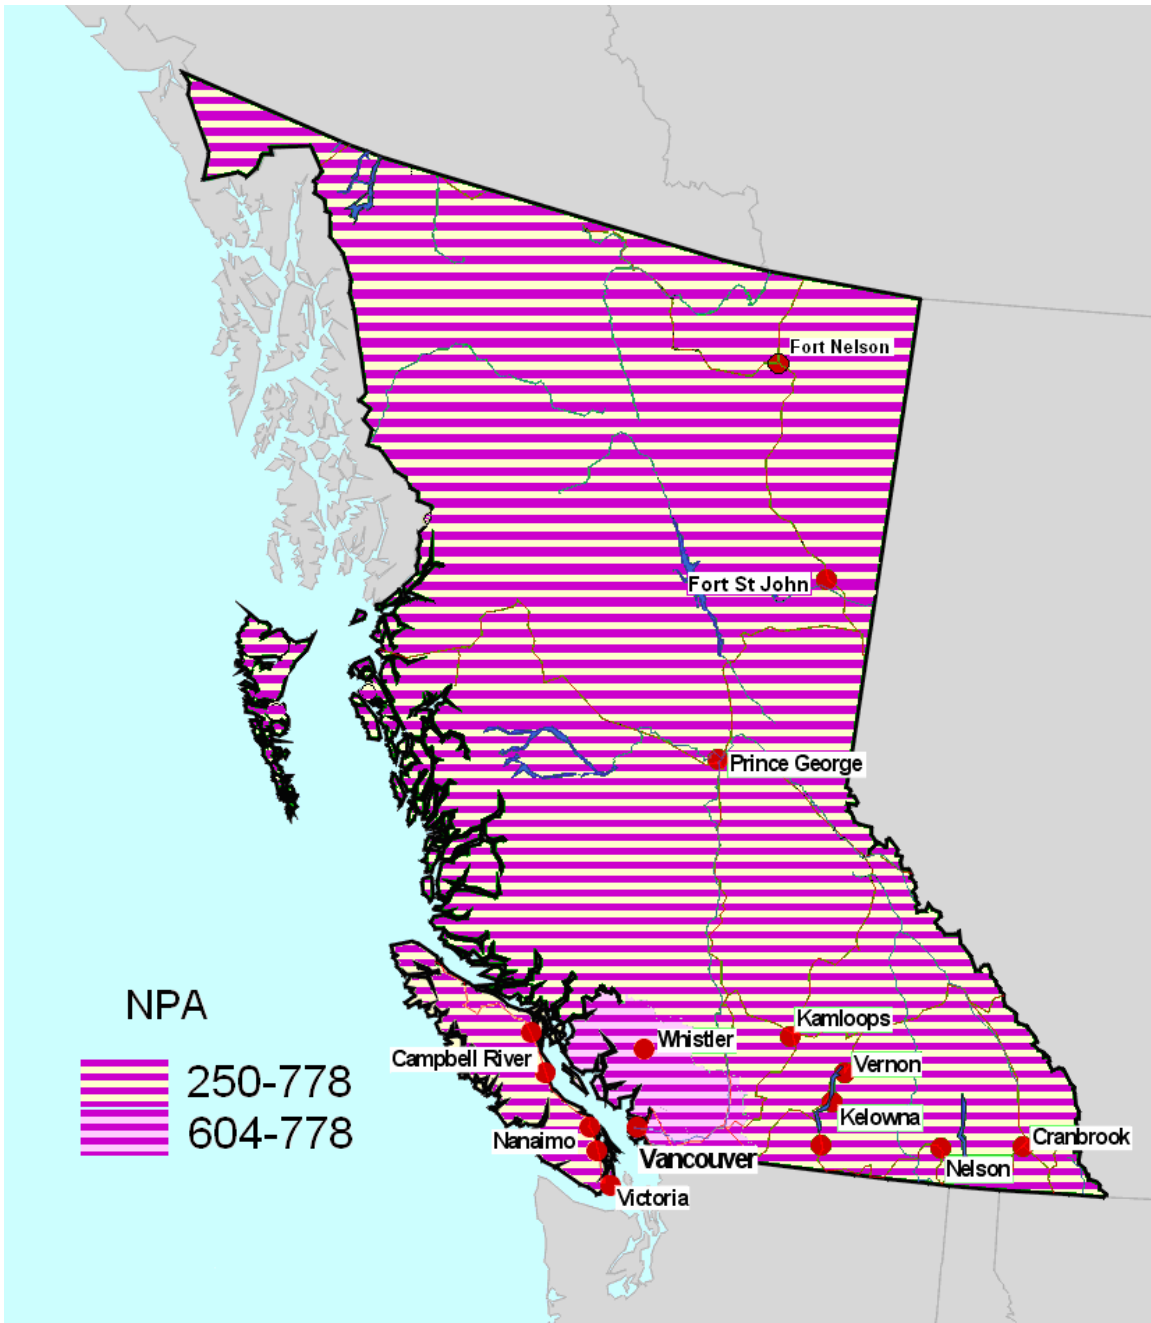 Fort Nelson
Fort St John
Prince George
NPA
250-778
604-778
Kamloops
Whistler
Campbell River
Vernon
Kelowna
Nanaimo
Cranbrook
Vancouver
Nelson
Victoria